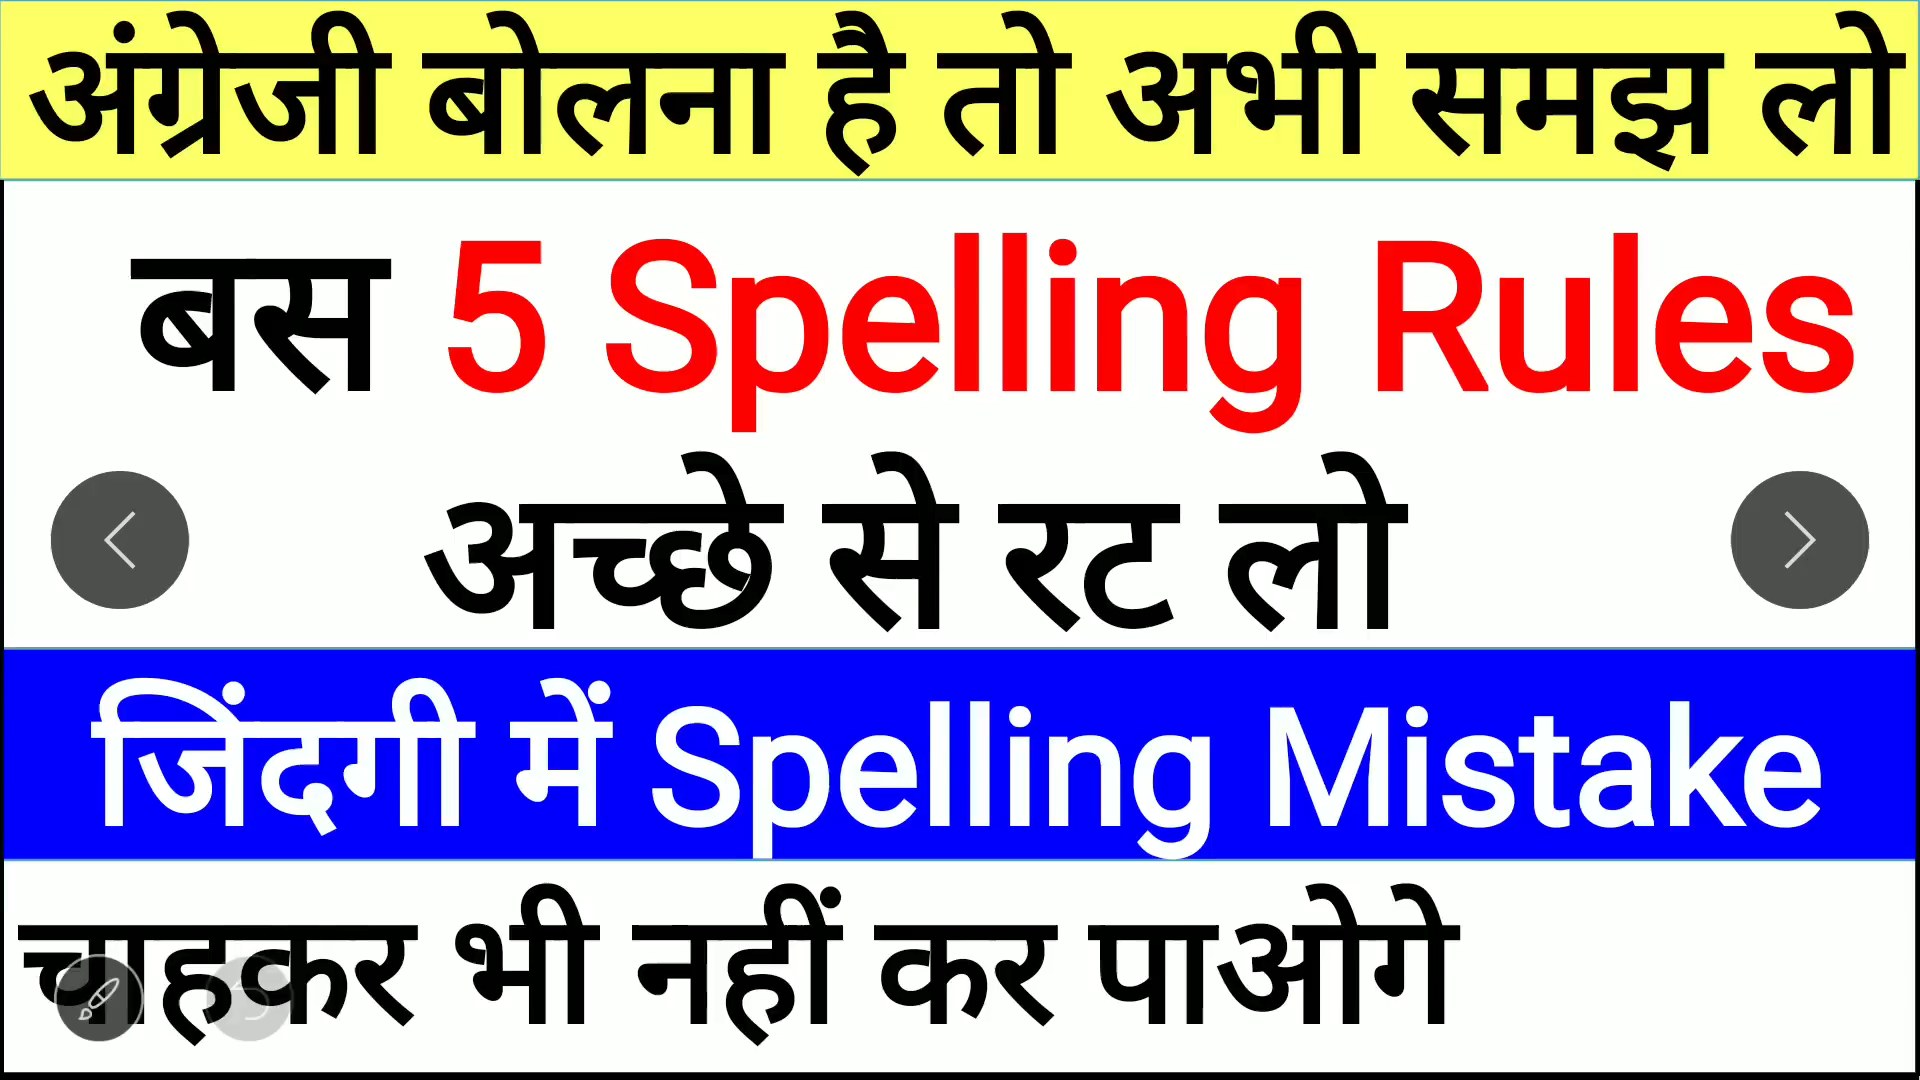 अंग्रेजी बोलना है तो अभी समझ लो
बस 5 Spelling Rules
अच्छे से रट लो
जिंदगी में Spelling Mistake
चाहकर भी नहीं कर पाओगे